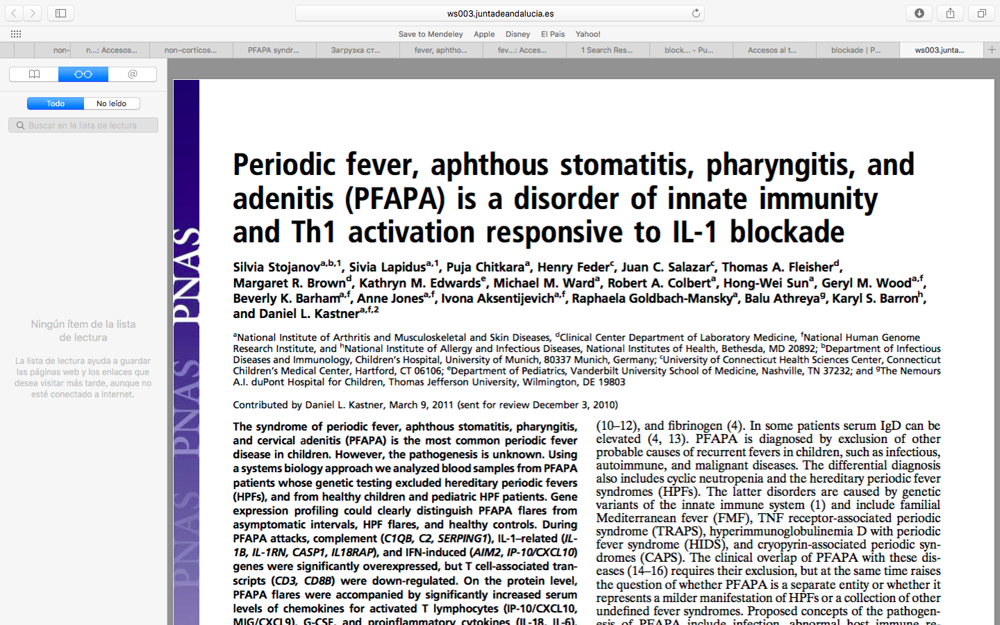 ws003.juntadeandalucia.es
Save to Mendeley Apple Disney El Pais Yahoo!
non- n...: Accesos... non-corticos... PFAPA syndr... Загрузка ст... fever, aphtho... fev...: Acces... 1 Search Res... block... - Pu... Accesos al t... blockade | P... ws003.junta...
@
Todo No leído
Buscar en la lista de lectura
Ningún ítem de la lista
de lectura
La lista de lectura ayuda a guardar
las páginas web y los enlaces que
desea visitar más tarde, aunque no
esté conectado a Internet.
PNAS PNAS PNAS
Periodic fever, aphthous stomatitis, pharyngitis, and
adenitis (PFAPA) is a disorder of innate immunity
and Th1 activation responsive to IL-1 blockade
Silvia Stojanov^a,b,1, Sivia Lapidus^a,1, Puja Chitkara^a, Henry Feder^c, Juan C. Salazar^c, Thomas A. Fleisher^d,
Margaret R. Brown^d, Kathryn M. Edwards^e, Michael M. Ward^a, Robert A. Colbert^a, Hong-Wei Sun^a, Geryl M. Wood^a,f,
Beverly K. Barham^a,f, Anne Jones^a,f, Ivona Aksentijevich^a,f, Raphaela Goldbach-Mansky^a, Balu Athreya^g, Karyl S. Barron^h,
and Daniel L. Kastner^a,f,2
^aNational Institute of Arthritis and Musculoskeletal and Skin Diseases, ^dClinical Center Department of Laboratory Medicine, ^fNational Human Genome
Research Institute, and ^hNational Institute of Allergy and Infectious Diseases, National Institutes of Health, Bethesda, MD 20892; ^bDepartment of Infectious
Diseases and Immunology, Children's Hospital, University of Munich, 80337 Munich, Germany; ^cUniversity of Connecticut Health Sciences Center, Connecticut
Children's Medical Center, Hartford, CT 06106; ^eDepartment of Pediatrics, Vanderbilt University School of Medicine, Nashville, TN 37232; and ^gThe Nemours
A.I. duPont Hospital for Children, Thomas Jefferson University, Wilmington, DE 19803
Contributed by Daniel L. Kastner, March 9, 2011 (sent for review December 3, 2010)
The syndrome of periodic fever, aphthous stomatitis, pharyngitis,
and cervical adenitis (PFAPA) is the most common periodic fever
disease in children. However, the pathogenesis is unknown. Using
a systems biology approach we analyzed blood samples from PFAPA
patients whose genetic testing excluded hereditary periodic fevers
(HPFs), and from healthy children and pediatric HPF patients. Gene
expression profiling could clearly distinguish PFAPA flares from
asymptomatic intervals, HPF flares, and healthy controls. During
PFAPA attacks, complement (C1QB, C2, SERPING1), IL-1–related (IL-
1B, IL-1RN, CASP1, IL18RAP), and IFN-induced (AIM2, IP-10/CXCL10)
genes were significantly overexpressed, but T cell-associated tran-
scripts (CD3, CD8B) were down-regulated. On the protein level,
PFAPA flares were accompanied by significantly increased serum
levels of chemokines for activated T lymphocytes (IP-10/CXCL10,
MIG/CXCL9), G-CSF, and proinflammatory cytokines (IL-18, IL-6).
(10–12), and fibrinogen (4). In some patients serum IgD can be
elevated (4, 13). PFAPA is diagnosed by exclusion of other
probable causes of recurrent fevers in children, such as infectious,
autoimmune, and malignant diseases. The differential diagnosis
also includes cyclic neutropenia and the hereditary periodic fever
syndromes (HPFs). The latter disorders are caused by genetic
variants of the innate immune system (1) and include familial
Mediterranean fever (FMF), TNF receptor-associated periodic
syndrome (TRAPS), hyperimmunoglobulinemia D with periodic
fever syndrome (HIDS), and cryopyrin-associated periodic syn-
dromes (CAPS). The clinical overlap of PFAPA with these dis-
eases (14–16) requires their exclusion, but at the same time raises
the question of whether PFAPA is a separate entity or whether it
represents a milder manifestation of HPFs or a collection of other
undefined fever syndromes. Proposed concepts of the pathogen-
esis of PFAPA include infection, abnormal host immune re-